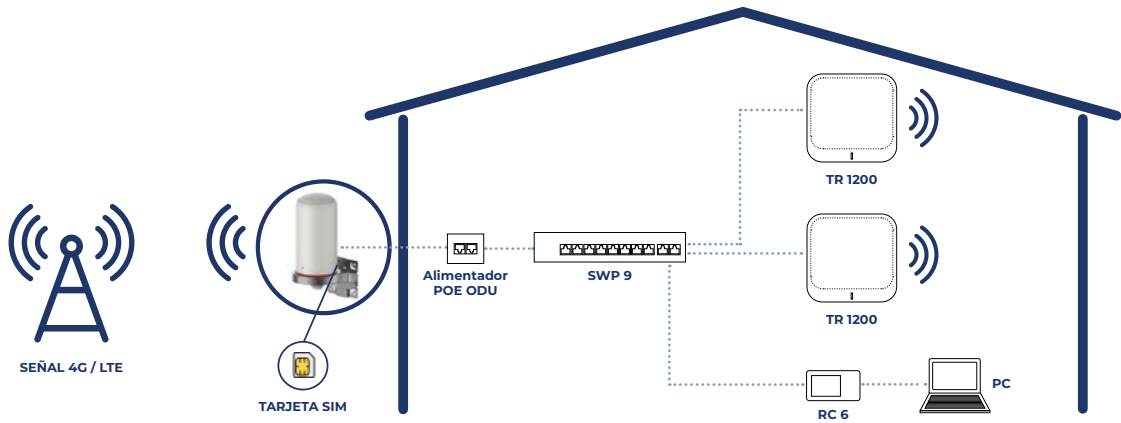 TR 1200
Alimentador
POE ODU
SWP 9
TR 1200
SEÑAL 4G / LTE
TARJETA SIM
PC
RC 6